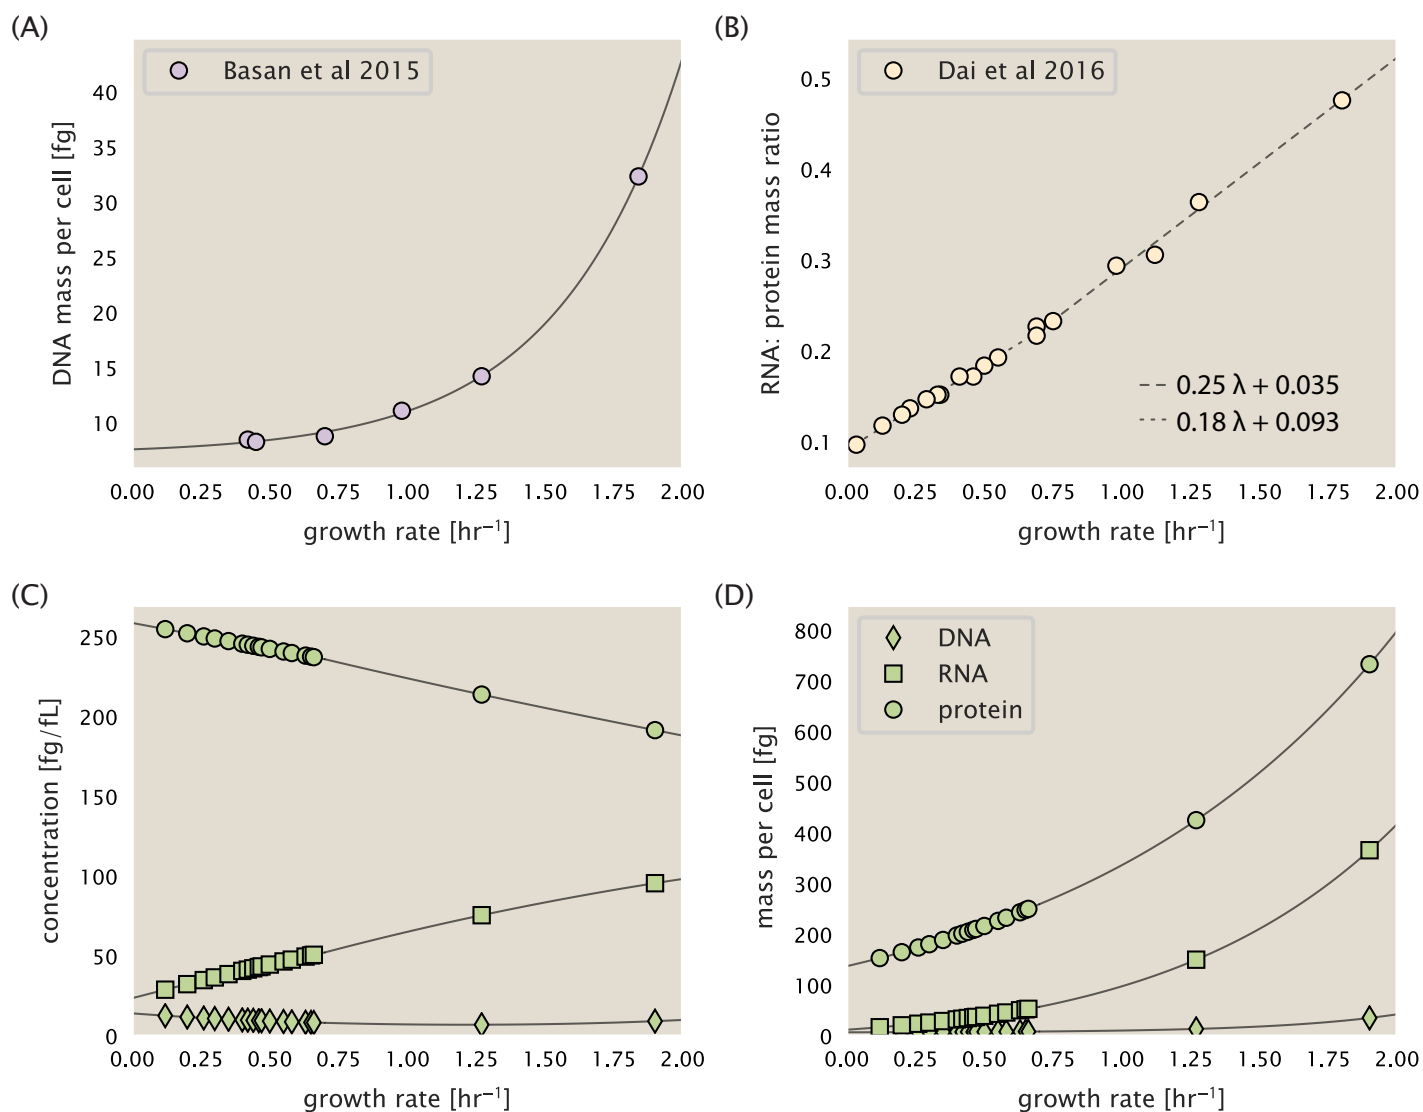 (A)
Basan et al 2015
DNA mass per cell [fg]
40
35
30
25
20
15
10
0.00 0.25 0.50 0.75 1.00 1.25 1.50 1.75 2.00
growth rate [hr⁻¹]
(B)
Dai et al 2016
RNA: protein mass ratio
0.5
0.4
0.3
0.2
0.1
0.25 λ + 0.035
0.18 λ + 0.093
0.00 0.25 0.50 0.75 1.00 1.25 1.50 1.75 2.00
growth rate [hr⁻¹]
(C)
concentration [fg/fL]
250
200
150
100
50
0
0.00 0.25 0.50 0.75 1.00 1.25 1.50 1.75 2.00
growth rate [hr⁻¹]
(D)
DNA
RNA
protein
mass per cell [fg]
800
700
600
500
400
300
200
100
0
0.00 0.25 0.50 0.75 1.00 1.25 1.50 1.75 2.00
growth rate [hr⁻¹]